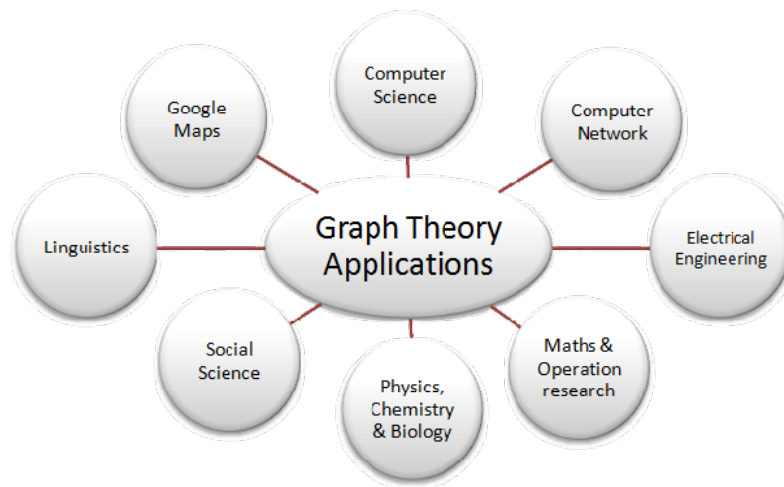 Computer
Science
Google
Maps
Computer
Network
Graph Theory
Applications
Linguistics
Electrical
Engineering
Social
Science
Physics,
Chemistry
& Biology
Maths &
Operation
research